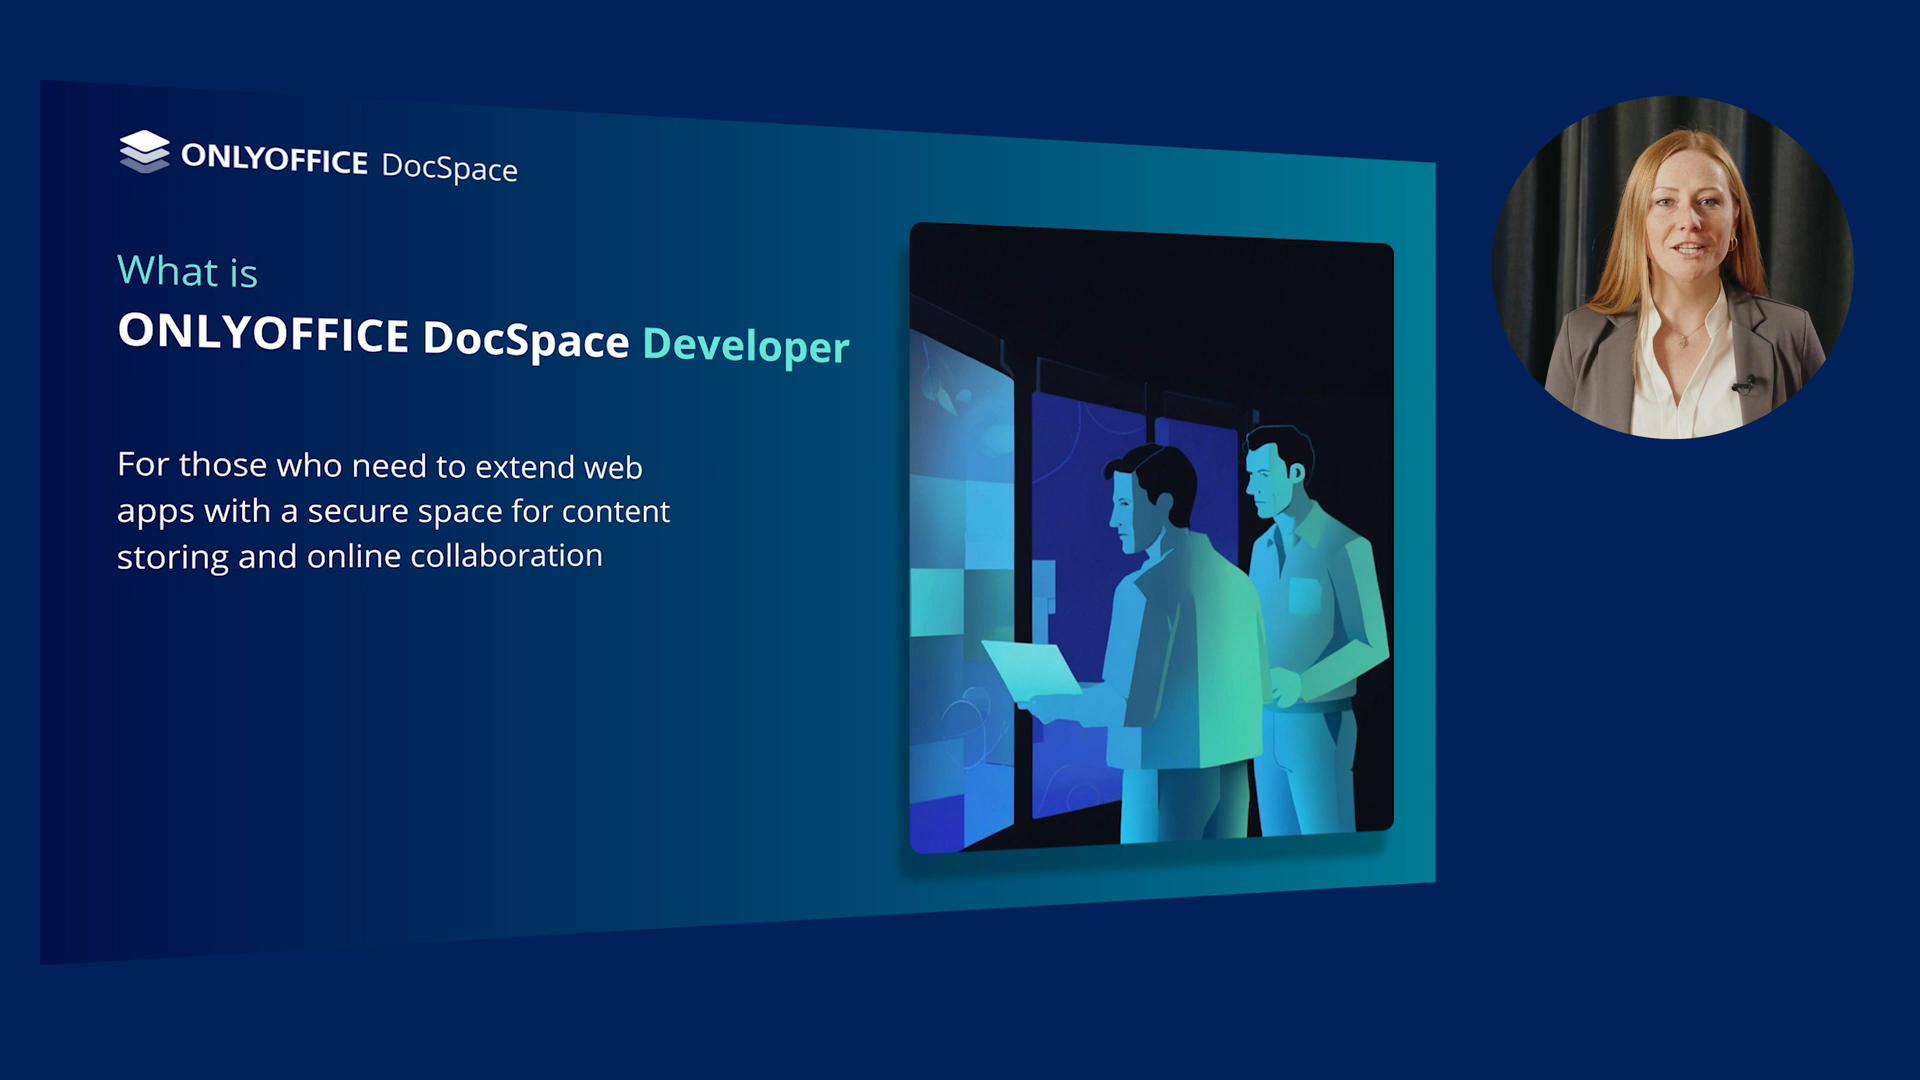 ONLYOFFICE DocSpace
What is
ONLYOFFICE DocSpace Developer
For those who need to extend web
apps with a secure space for content
storing and online collaboration